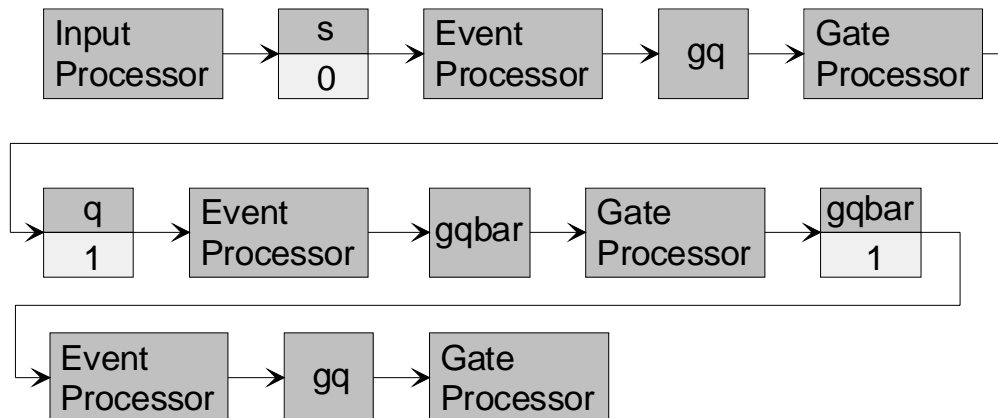 Input
Processor
s
0
Event
Processor
gq
Gate
Processor
q
1
Event
Processor
gqbar
Gate
Processor
gqbar
1
Event
Processor
gq
Gate
Processor